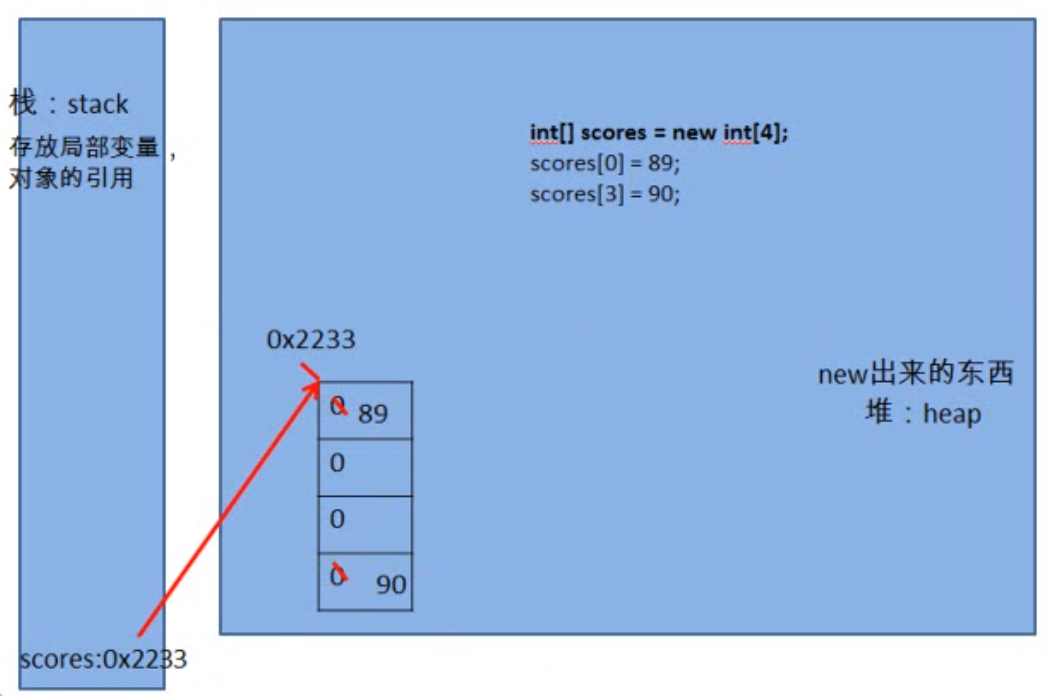 栈：stack
存放局部变量，
对象的引用
int[] scores = new int[4];
scores[0] = 89;
scores[3] = 90;
0x2233
0 89
0
0
0 90
new出来的东西
堆：heap
scores:0x2233